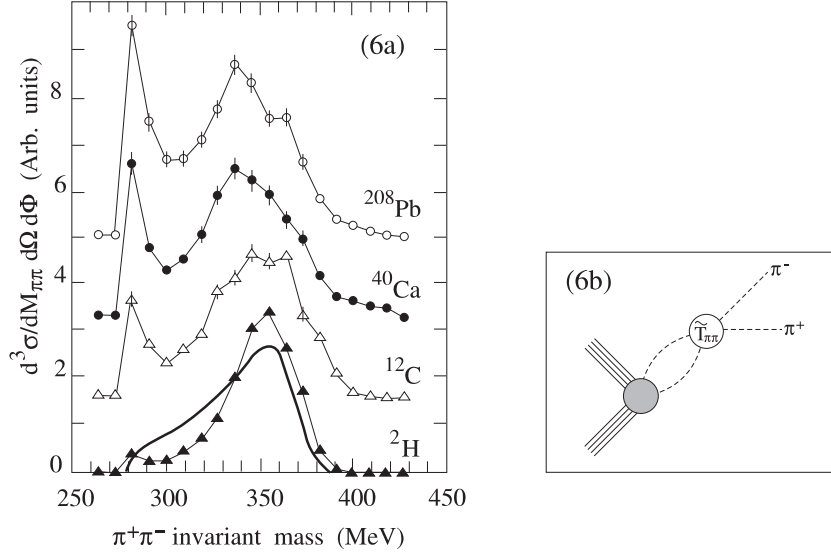 (6a)
d³σ/dM_ππ dΩ dΦ (Arb. units)
8
6
4
2
0
²⁰⁸Pb
⁴⁰Ca
¹²C
²H
250 300 350 400 450
π⁺π⁻ invariant mass (MeV)
(6b)
π⁻
T̃_ππ
π⁺